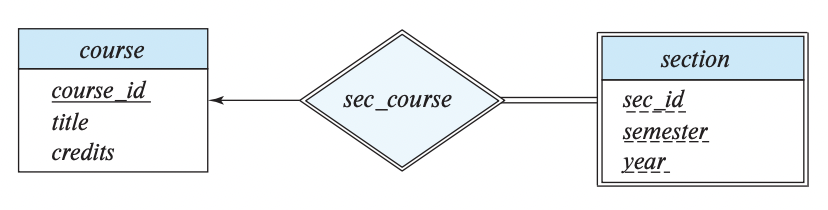 course
course_id
title
credits
sec_course
section
sec_id
semester
year